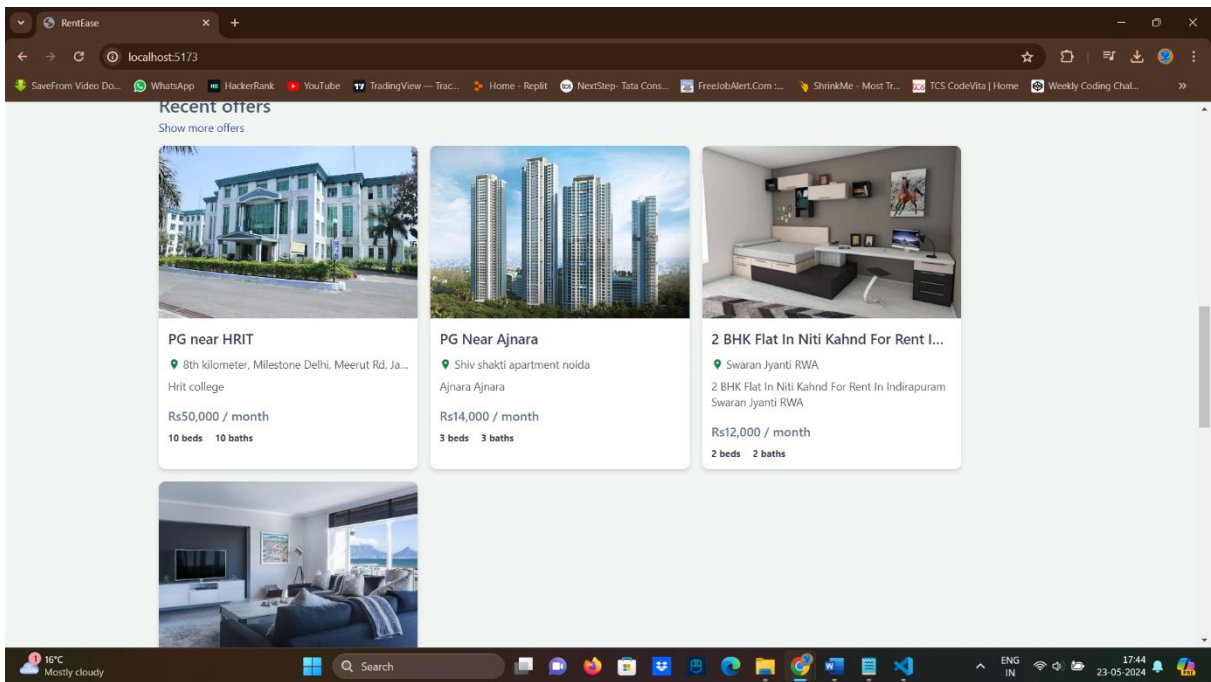 RentEase
localhost:5173
SaveFrom Video Do...
WhatsApp
HackerRank
YouTube
TradingView — Trac...
Home - Replit
NextStep- Tata Cons...
FreeJobAlert.Com :...
ShrinkMe - Most Tr...
TCS CodeVita | Home
Weekly Coding Chal...
Recent offers
Show more offers
PG near HRIT
8th kilometer, Milestone Delhi, Meerut Rd, Ja...
Hrit college
Rs50,000 / month
10 beds 10 baths
PG Near Ajnara
Shiv shakti apartment noida
Ajnara Ajnara
Rs14,000 / month
3 beds 3 baths
2 BHK Flat In Niti Kahnd For Rent I...
Swaran Jyanti RWA
2 BHK Flat In Niti Kahnd For Rent In Indirapuram
Swaran Jyanti RWA
Rs12,000 / month
2 beds 2 baths
1
16°C
Mostly cloudy
Search
ENG
IN
17:44
23-05-2024